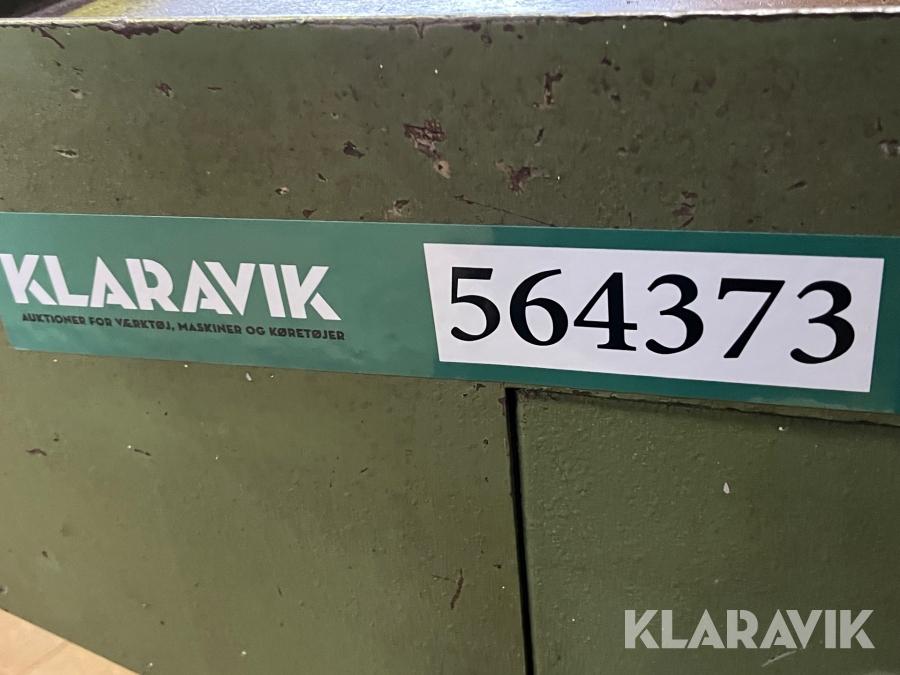 KLARAVIK
AUKTIONER FOR VÆRKTØJ, MASKINER OG KØRETØJER
564373
KLARAVIK